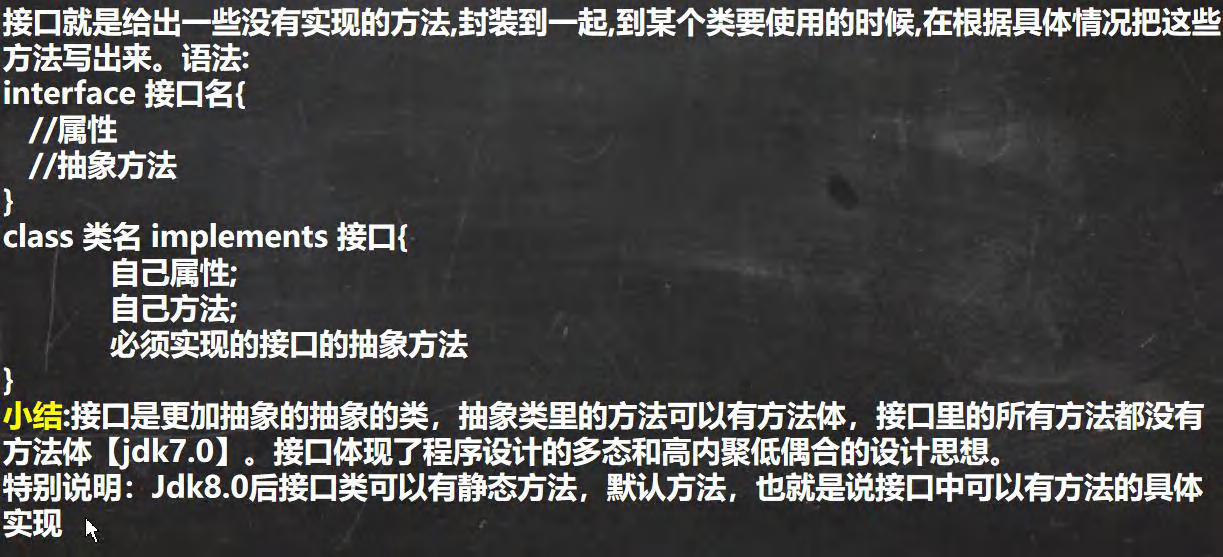 接口就是给出一些没有实现的方法,封装到一起,到某个类要使用的时候,在根据具体情况把这些
方法写出来。语法:
interface 接口名{
//属性
//抽象方法
}
class 类名 implements 接口{
自己属性;
自己方法;
必须实现的接口的抽象方法
}
小结:接口是更加抽象的抽象的类，抽象类里的方法可以有方法体，接口里的所有方法都没有
方法体【jdk7.0】。接口体现了程序设计的多态和高内聚低偶合的设计思想。
特别说明：Jdk8.0后接口类可以有静态方法，默认方法，也就是说接口中可以有方法的具体
实现